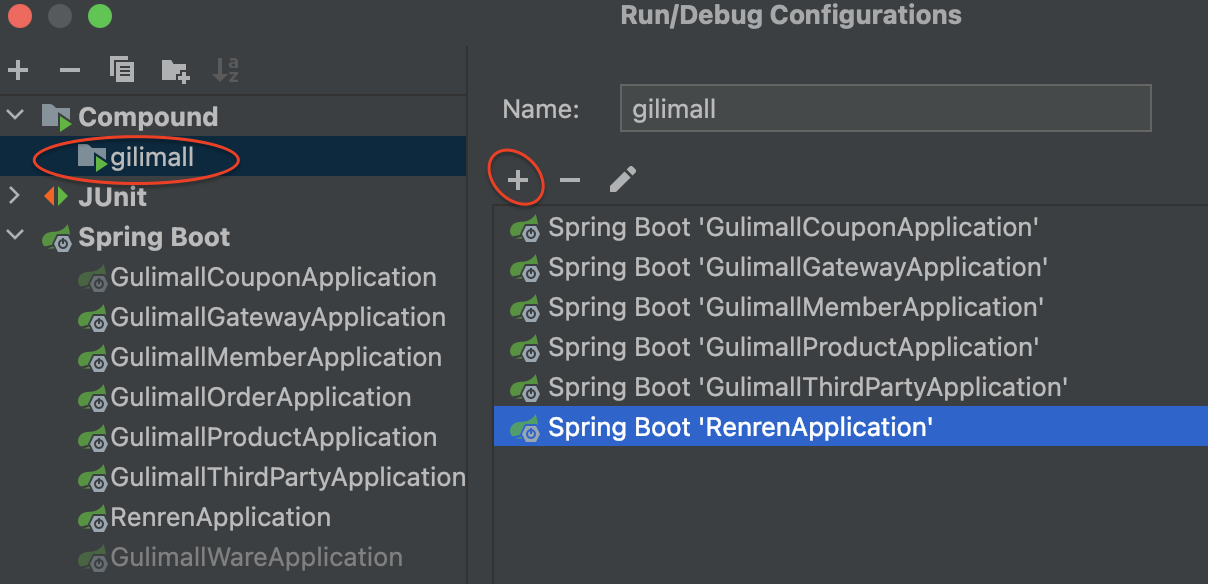 Run/Debug Configurations
Compound
gilimall
JUnit
Spring Boot
GulimallCouponApplication
GulimallGatewayApplication
GulimallMemberApplication
GulimallOrderApplication
GulimallProductApplication
GulimallThirdPartyApplication
RenrenApplication
GulimallWareApplication
Name:
gilimall
Spring Boot 'GulimallCouponApplication'
Spring Boot 'GulimallGatewayApplication'
Spring Boot 'GulimallMemberApplication'
Spring Boot 'GulimallProductApplication'
Spring Boot 'GulimallThirdPartyApplication'
Spring Boot 'RenrenApplication'